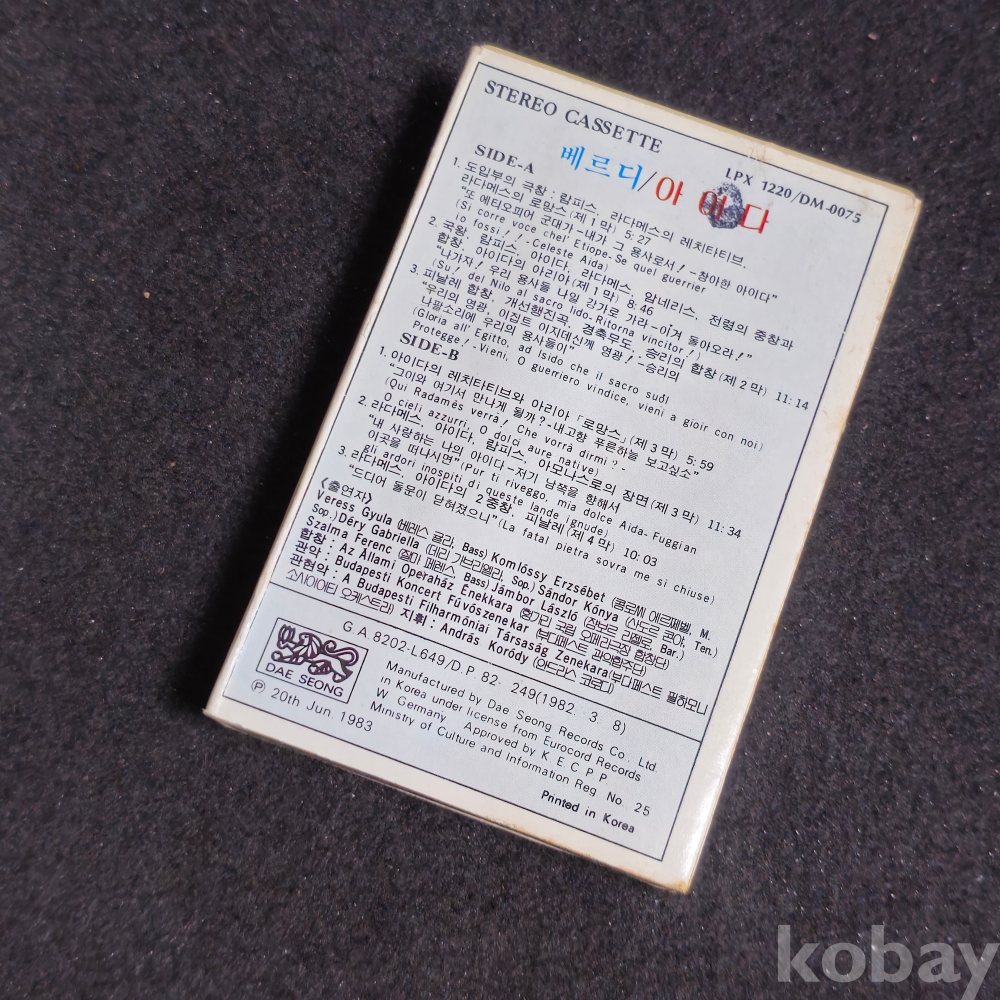 STEREO CASSETTE
LPX 1220/DM-0075
베르디/아이다
SIDE-A
1. 도입부의 극창 : 람피스, 라다메스의 레치타티브.
라다메스의 로망스(제 1 막) 5:27
"또 에티오피어 군대가-내가 그 용사로서!-창아한 아이다"
(Si corre voce chel' Etiope-Se quel guerrier
io fossi!-Celeste Aida)
2. 국왕, 람피스, 아이다, 라다메스, 암네리스, 전령의 중창과
합창, 아이다의 아리아(제 1 막) 8:46
"나가자! 우리 용사들 나일 강가로 가라-이겨 돌아오라!"
(Su! del Nilo al sacro lido-Ritorna vincitor!)
3. 피날레 합창, 개선행진곡, 경축무도, 승리의 합창(제 2 막) 11:14
"우리의 영광, 이집트 이지데신께 영광!-승리의
나팔소리에 우리의 용사들이"
(Gloria all' Egitto, ad Isido che il sacro sudl
Protegge!-Vieni, O guerriero vindice, vieni a gioir con noi)
SIDE-B
1. 아이다의 레치타티브와 아리아「로망스」(제 3 막) 5:59
"그이와 여기서 만나게 될까?-내고향 푸른하늘 보고싶소"
(Qui Radamés verrà! Che vorrà dirmi?-
O cieli azzurri, O dolci aure native)
2. 라다메스, 아이다, 람피스, 아모나스로의 장면(제 3 막) 11:34
"내 사랑하는 나의 아이다-저기 남쪽을 향해서
이곳을 떠나시면" (Pur ti riveggo, mia dolce Aida-Fuggian
gli ardori inospiti di queste lande ignude)
3. 라다메스, 아이다의 2중창, 피날레(제 4 막) 10:03
"드디어 돌문이 닫혀졌으니"(La fatal pietra sovra me si chiuse)
〈출연자〉
Veress Gyula (베레스 귤라, Bass) Komlóssy Erzsébet (콤로씨 에르제벨, M.
Sop.) Déry Gabriella (데리 가브리엘라, Sop.) Sándor Kónya (산도르 콘야, Ten.)
Szalma Ferenc (질마 페렌스, Bass) Jámbor László (잠보르 라젤로, Bar.)
합창 : Az Állami Operaház Énekkara (헝가리 국립 오페라극장 합창단)
관악 : Budapesti Koncert Fúvószenekar (부다페스트 관악합주단)
관현악 : A Budapesti Filharmóniai Társaság Zenekara(부다페스트 필하모니
소사이어티 오케스트라) 지휘 : András Koródy (안드라스 코로디)
DAE SEONG
G.A.8202-L649/D.P.82. 249(1982. 3. 8)
Manufactured by Dae Seong Records Co., Ltd.
in Korea under license from Eurocord Records
W. Germany. Approved by K E C P P
Ministry of Culture and Information Reg. No. 25
Ⓟ 20th Jun. 1983
Printed in Korea
kobay